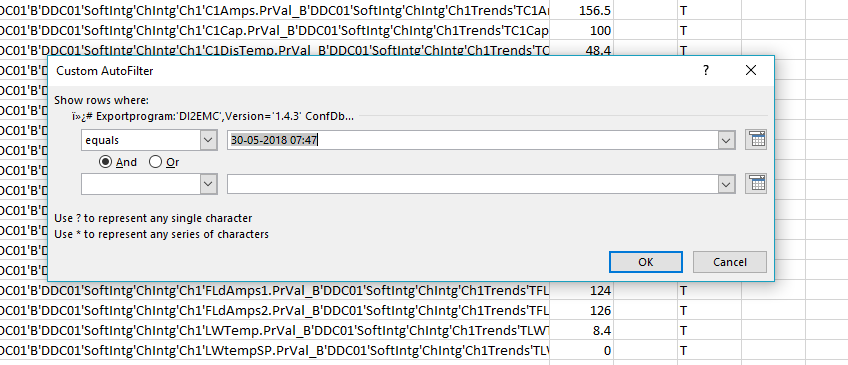 DC01'B'DDC01'SoftIntg'ChIntg'Ch1'C1Amps.PrVal_B'DDC01'SoftIntg'ChIntg'Ch1Trends'TC1Ar 156.5 T
DC01'B'DDC01'SoftIntg'ChIntg'Ch1'C1Cap.PrVal_B'DDC01'SoftIntg'ChIntg'Ch1Trends'TC1Cap 100 T
DC01'B'DDC01'SoftIntg'ChIntg'Ch1'C1DisTemp.PrVal_B'DDC01'SoftIntg'ChIntg'Ch1Trends'TC 48.4 T
Custom AutoFilter ?
Show rows where:
ï»¿# Exportprogram:'DI2EMC',Version='1.4.3' ConfDb...
equals 30-05-2018 07:47
And Or
Use ? to represent any single character
Use * to represent any series of characters
OK Cancel
DC01'B'DDC01'SoftIntg'ChIntg'Ch1'FLdAmps1.PrVal_B'DDC01'SoftIntg'ChIntg'Ch1Trends'TFL 124 T
DC01'B'DDC01'SoftIntg'ChIntg'Ch1'FLdAmps2.PrVal_B'DDC01'SoftIntg'ChIntg'Ch1Trends'TFL 126 T
DC01'B'DDC01'SoftIntg'ChIntg'Ch1'LWTemp.PrVal_B'DDC01'SoftIntg'ChIntg'Ch1Trends'TLWT 8.4 T
DC01'B'DDC01'SoftIntg'ChIntg'Ch1'LWtempSP.PrVal_B'DDC01'SoftIntg'ChIntg'Ch1Trends'TLV 0 T